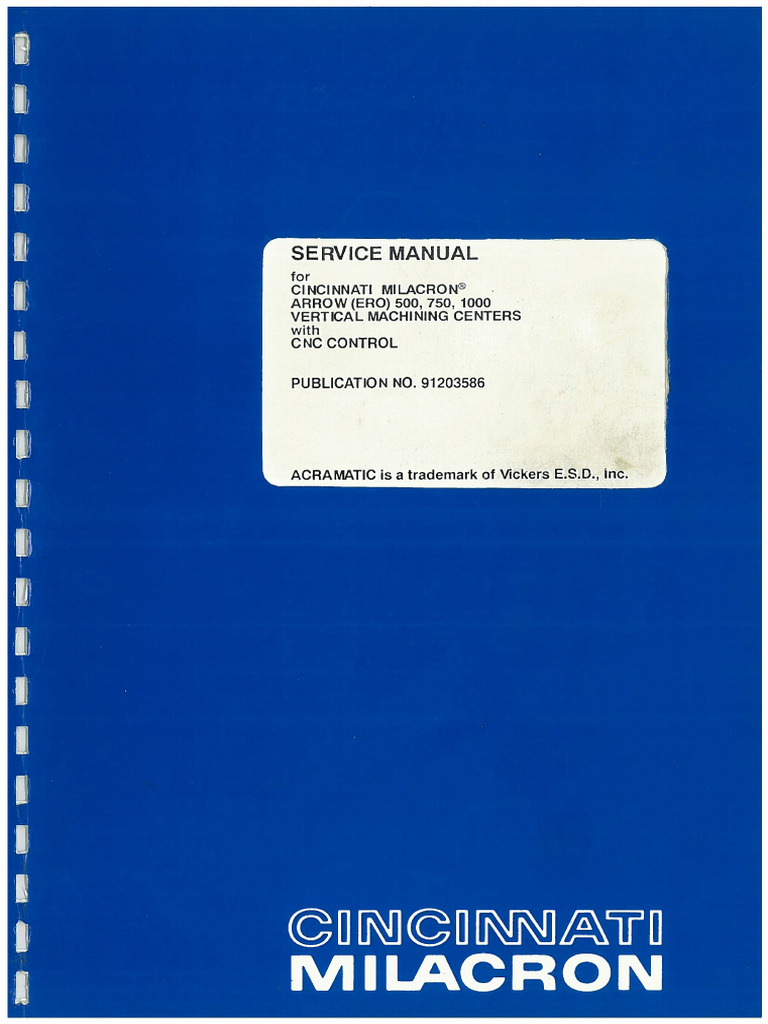 SERVICE MANUAL
for
CINCINNATI MILACRON®
ARROW (ERO) 500, 750, 1000
VERTICAL MACHINING CENTERS
with
CNC CONTROL
PUBLICATION NO. 91203586
ACRAMATIC is a trademark of Vickers E.S.D., Inc.
CINCINNATI
MILACRON